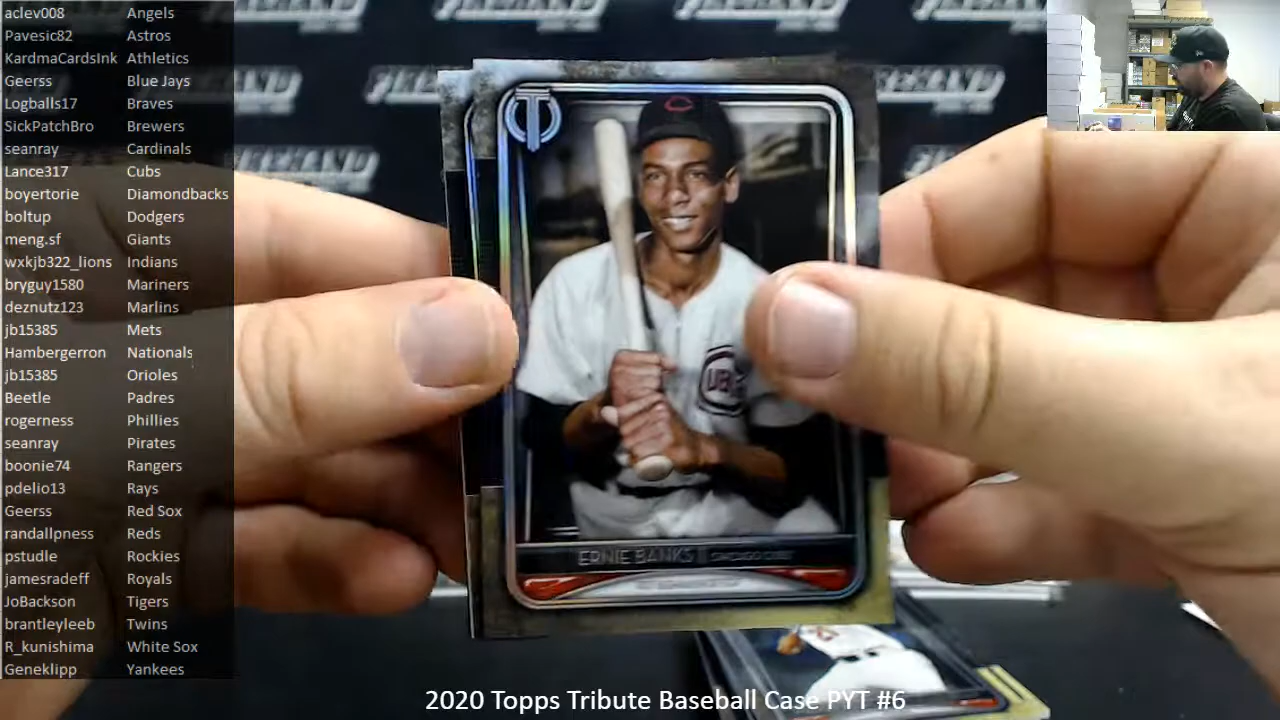 aclev008 Angels
Pavesic82 Astros
KardmaCardsInk Athletics
Geerss Blue Jays
Logballs17 Braves
SickPatchBro Brewers
seanray Cardinals
Lance317 Cubs
boyertorie Diamondbacks
boltup Dodgers
meng.sf Giants
wxkjb322_lions Indians
bryguy1580 Mariners
deznutz123 Marlins
jb15385 Mets
Hambergerron Nationals
jb15385 Orioles
Beetle Padres
rogerness Phillies
seanray Pirates
boonie74 Rangers
pdelio13 Rays
Geerss Red Sox
randallpness Reds
pstudle Rockies
jamesradeff Royals
JoBackson Tigers
brantleyleeb Twins
R_kunishima White Sox
Geneklipp Yankees
ERNIE BANKS CHICAGO CUBS
2020 Topps Tribute Baseball Case PYT #6